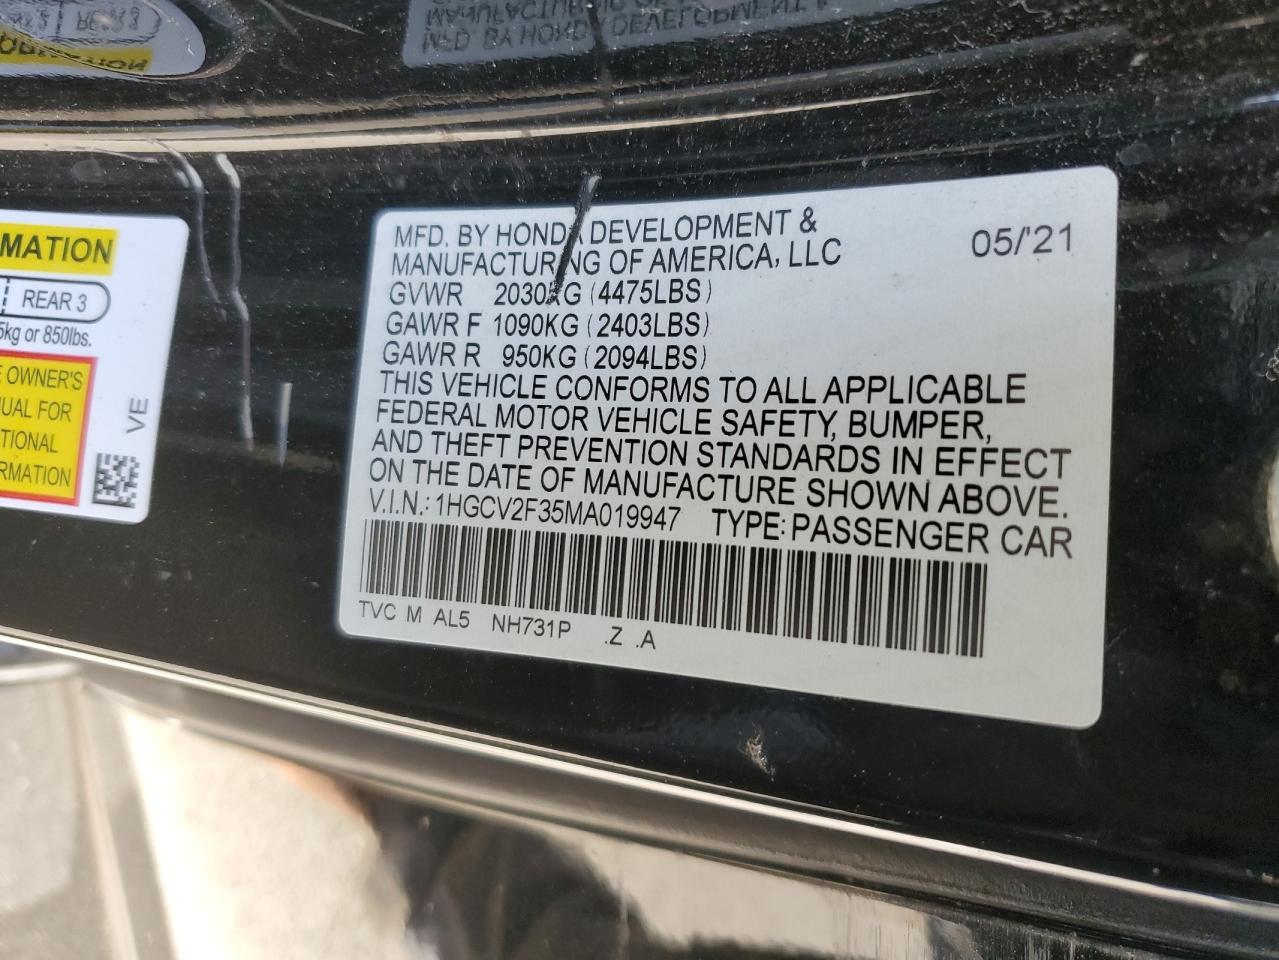 MATION
REAR 3
5kg or 850lbs.
E OWNER'S
UAL FOR
TIONAL
RMATION
VE
MFD. BY HONDA DEVELOPMENT &
MANUFACTURING OF AMERICA, LLC
05/'21
GVWR 2030KG (4475LBS)
GAWR F 1090KG (2403LBS)
GAWR R 950KG (2094LBS)
THIS VEHICLE CONFORMS TO ALL APPLICABLE
FEDERAL MOTOR VEHICLE SAFETY, BUMPER,
AND THEFT PREVENTION STANDARDS IN EFFECT
ON THE DATE OF MANUFACTURE SHOWN ABOVE.
V.I.N.: 1HGCV2F35MA019947 TYPE: PASSENGER CAR
TVC M AL5 NH731P .Z .A